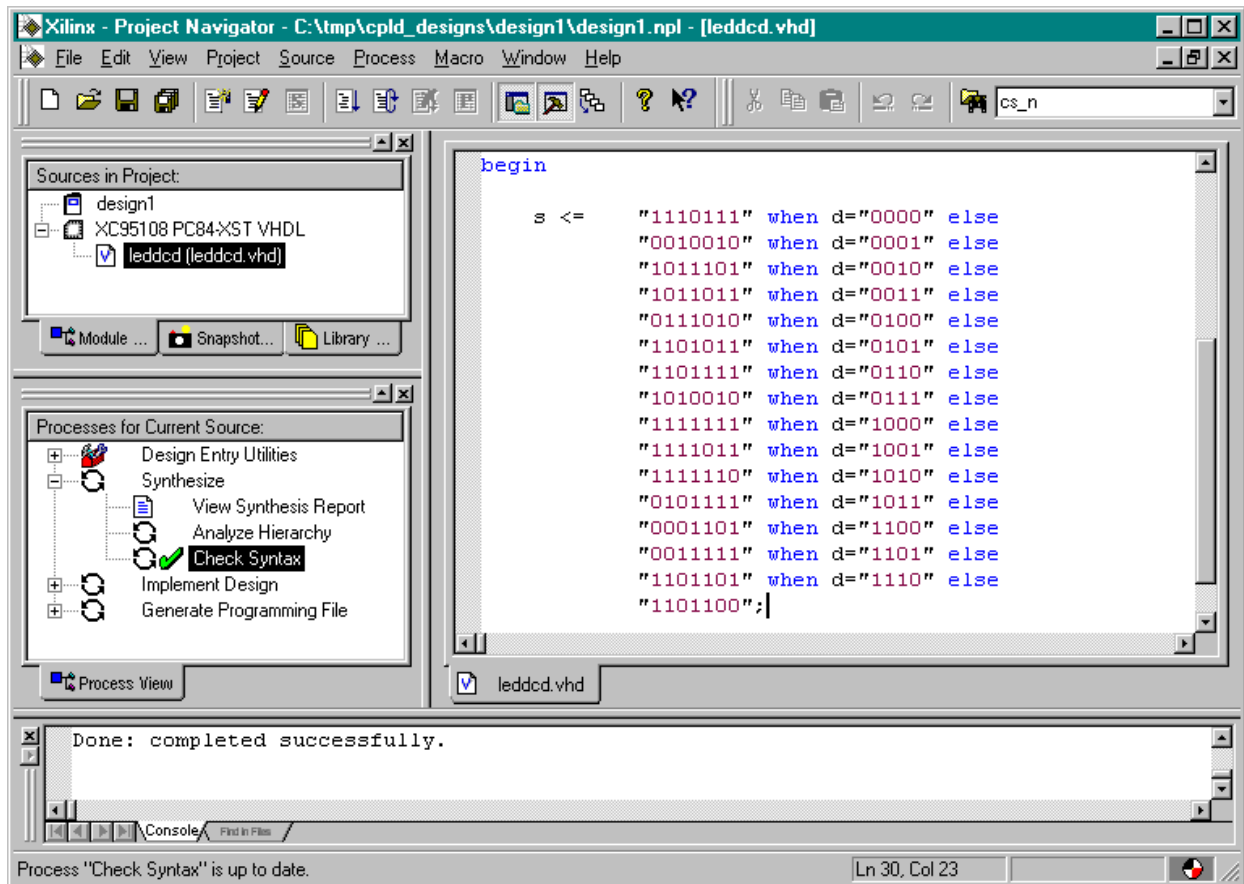 Xilinx - Project Navigator - C:\tmp\cpld_designs\design1\design1.npl - [leddcd.vhd]
File Edit View Project Source Process Macro Window Help
cs_n
Sources in Project:
design1
XC95108 PC84-XST VHDL
leddcd (leddcd.vhd)
Module ... Snapshot... Library ...
Processes for Current Source:
Design Entry Utilities
Synthesize
View Synthesis Report
Analyze Hierarchy
Check Syntax
Implement Design
Generate Programming File
Process View
begin
s <= "1110111" when d="0000" else
"0010010" when d="0001" else
"1011101" when d="0010" else
"1011011" when d="0011" else
"0111010" when d="0100" else
"1101011" when d="0101" else
"1101111" when d="0110" else
"1010010" when d="0111" else
"1111111" when d="1000" else
"1111011" when d="1001" else
"1111110" when d="1010" else
"0101111" when d="1011" else
"0001101" when d="1100" else
"0011111" when d="1101" else
"1101101" when d="1110" else
"1101100";
leddcd.vhd
Done: completed successfully.
Console Find in Files
Process "Check Syntax" is up to date.
Ln 30, Col 23